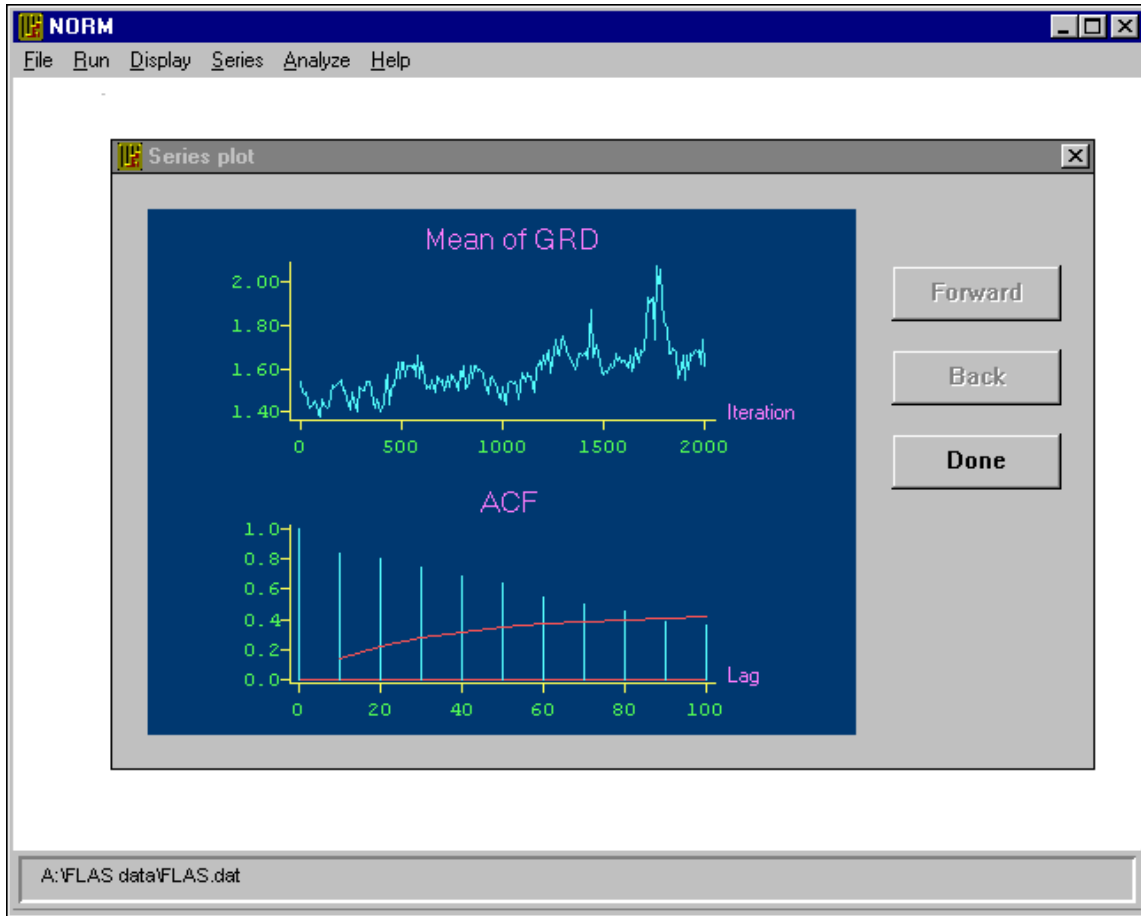 NORM
File Run Display Series Analyze Help
Series plot
Mean of GRD
2.00
1.80
1.60
1.40
Iteration
0 500 1000 1500 2000
ACF
1.0
0.8
0.6
0.4
0.2
0.0
Lag
0 20 40 60 80 100
Forward
Back
Done
A:\FLAS data\FLAS.dat